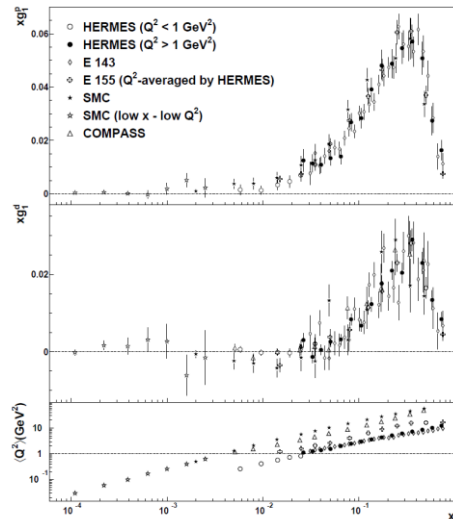 xg₁ᵖ
HERMES (Q² < 1 GeV²)
HERMES (Q² > 1 GeV²)
E 143
E 155 (Q²-averaged by HERMES)
SMC
SMC (low x - low Q²)
COMPASS
0.06
0.04
0.02
0
xg₁ᵈ
0.02
0
⟨Q²⟩(GeV²)
10
1
10⁻¹
10⁻⁴ 10⁻³ 10⁻² 10⁻¹ x